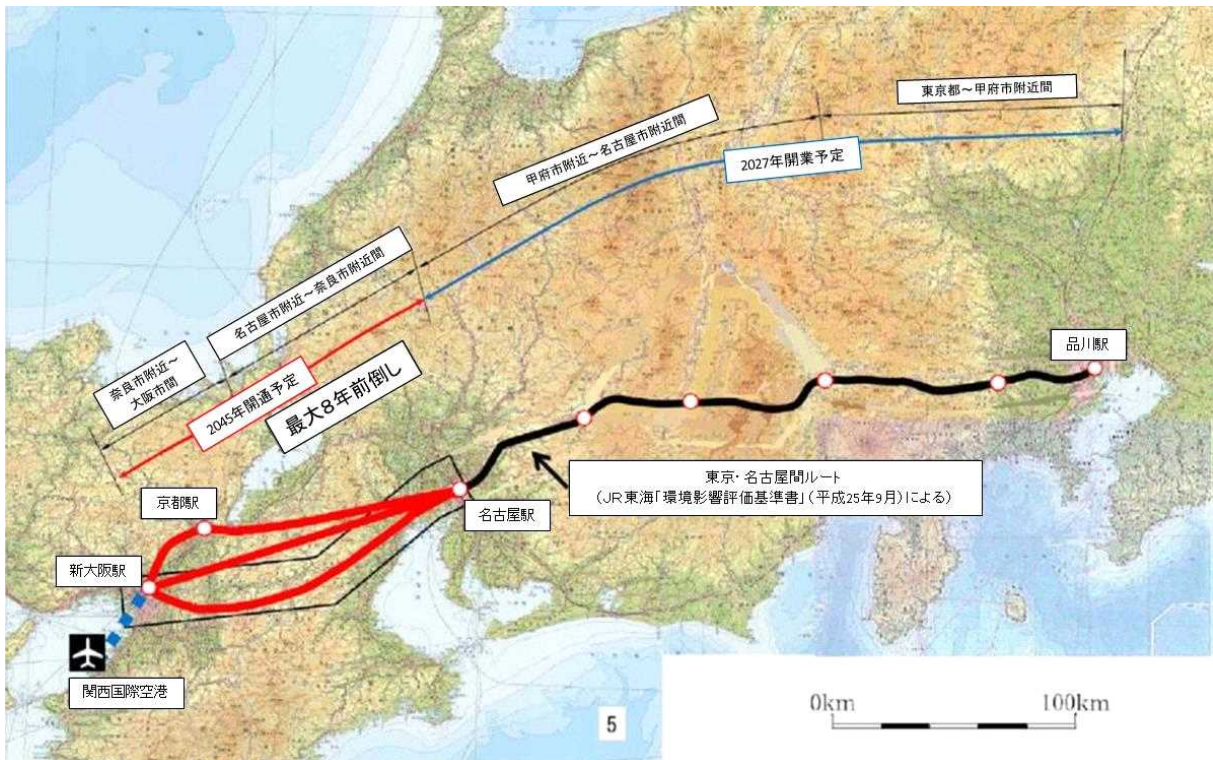 東京都～甲府市附近間
甲府市附近～名古屋市附近間
2027年開業予定
名古屋市附近～奈良市附近間
奈良市附近～
大阪市間
2045年開通予定
最大８年前倒し
品川駅
東京・名古屋間ルート
（ＪＲ東海「環境影響評価基準書」（平成25年9月）による）
京都駅
名古屋駅
新大阪駅
関西国際空港
5
0km
100km